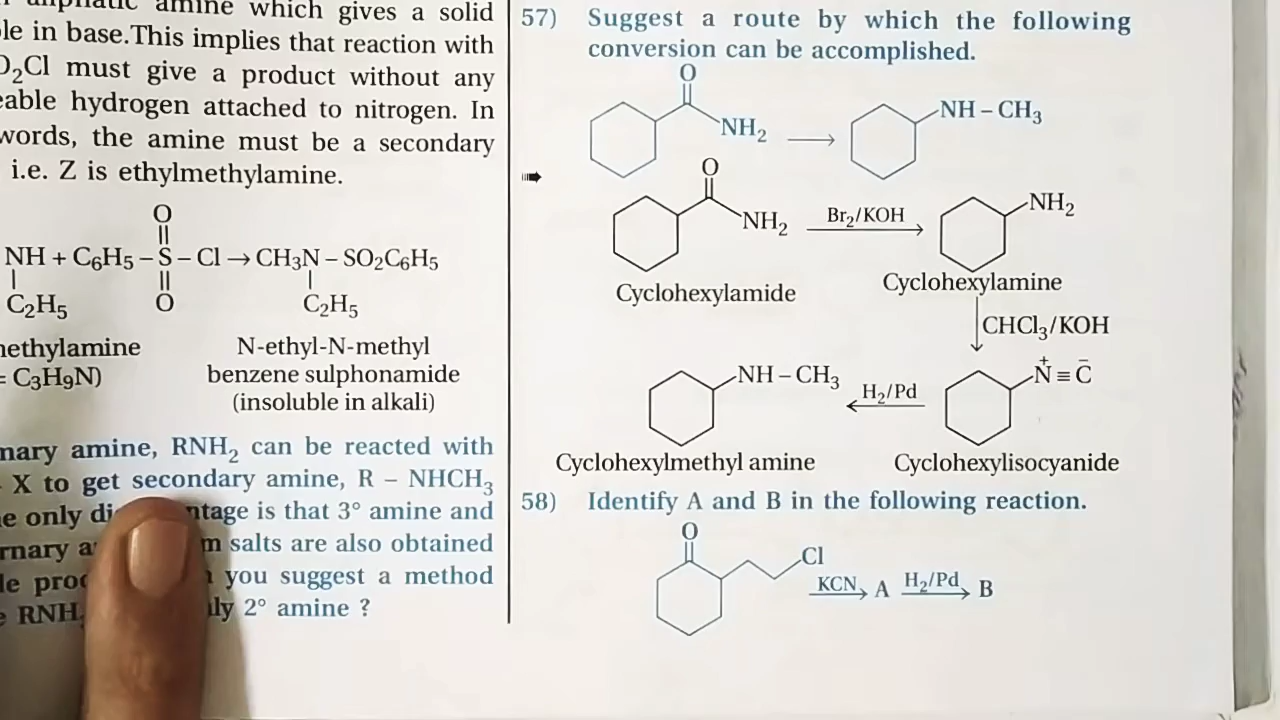 amine which gives a solid
le in base.This implies that reaction with
O₂Cl must give a product without any
eable hydrogen attached to nitrogen. In
words, the amine must be a secondary
i.e. Z is ethylmethylamine.
O
NH + C₆H₅ – S – Cl → CH₃N – SO₂C₆H₅
C₂H₅ O C₂H₅
nethylamine N-ethyl-N-methyl
= C₃H₉N) benzene sulphonamide
(insoluble in alkali)
nary amine, RNH₂ can be reacted with
X to get secondary amine, R – NHCH₃
e only di ntage is that 3° amine and
rnary a m salts are also obtained
le prod you suggest a method
e RNH ly 2° amine ?
57) Suggest a route by which the following
conversion can be accomplished.
O
NH₂ → NH – CH₃
O
NH₂ Br₂/KOH → NH₂
Cyclohexylamide Cyclohexylamine
CHCl₃/KOH
NH – CH₃ ← H₂/Pd N⁺ ≡ C⁻
Cyclohexylmethyl amine Cyclohexylisocyanide
58) Identify A and B in the following reaction.
O
Cl
KCN → A H₂/Pd → B